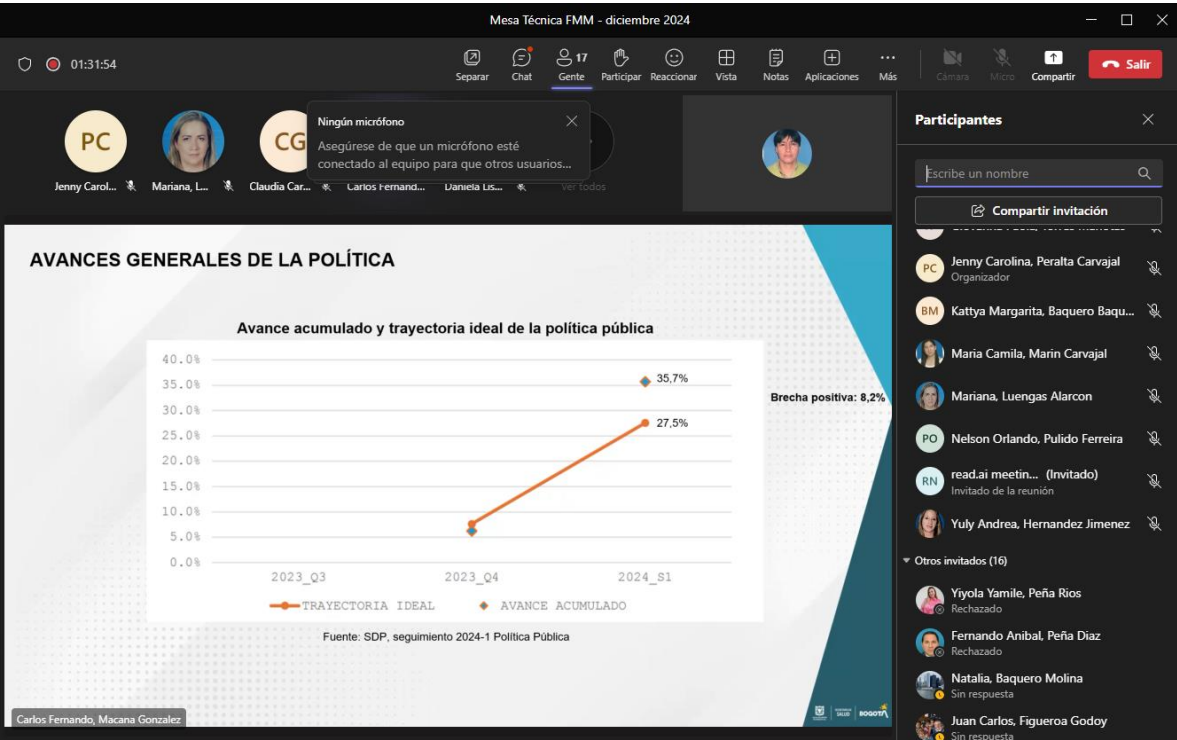 Mesa Técnica FMM - diciembre 2024
01:31:54
Separar
Chat
17
Gente
Participar
Reaccionar
Vista
Notas
Aplicaciones
Más
Cámara
Micro
Compartir
Salir
PC
CG
Jenny Carol...
Mariana, L...
Claudia Car...
Carlos Fernand...
Daniela Lis...
Ver todos
Ningún micrófono
Asegúrese de que un micrófono esté
conectado al equipo para que otros usuarios...
AVANCES GENERALES DE LA POLÍTICA
Avance acumulado y trayectoria ideal de la política pública
40.0%
35.0%
30.0%
25.0%
20.0%
15.0%
10.0%
5.0%
0.0%
35,7%
27,5%
Brecha positiva: 8,2%
2023_Q3
2023_Q4
2024_S1
TRAYECTORIA IDEAL
AVANCE ACUMULADO
Fuente: SDP, seguimiento 2024-1 Política Pública
SALUD
BOGOTÁ
Carlos Fernando, Macana Gonzalez
Participantes
Escribe un nombre
Compartir invitación
PC
Jenny Carolina, Peralta Carvajal
Organizador
BM
Kattya Margarita, Baquero Baqu...
Maria Camila, Marin Carvajal
Mariana, Luengas Alarcon
PO
Nelson Orlando, Pulido Ferreira
RN
read.ai meetin... (Invitado)
Invitado de la reunión
Yuly Andrea, Hernandez Jimenez
Otros invitados (16)
Yiyola Yamile, Peña Rios
Rechazado
Fernando Anibal, Peña Diaz
Rechazado
Natalia, Baquero Molina
Sin respuesta
Juan Carlos, Figueroa Godoy
Sin respuesta